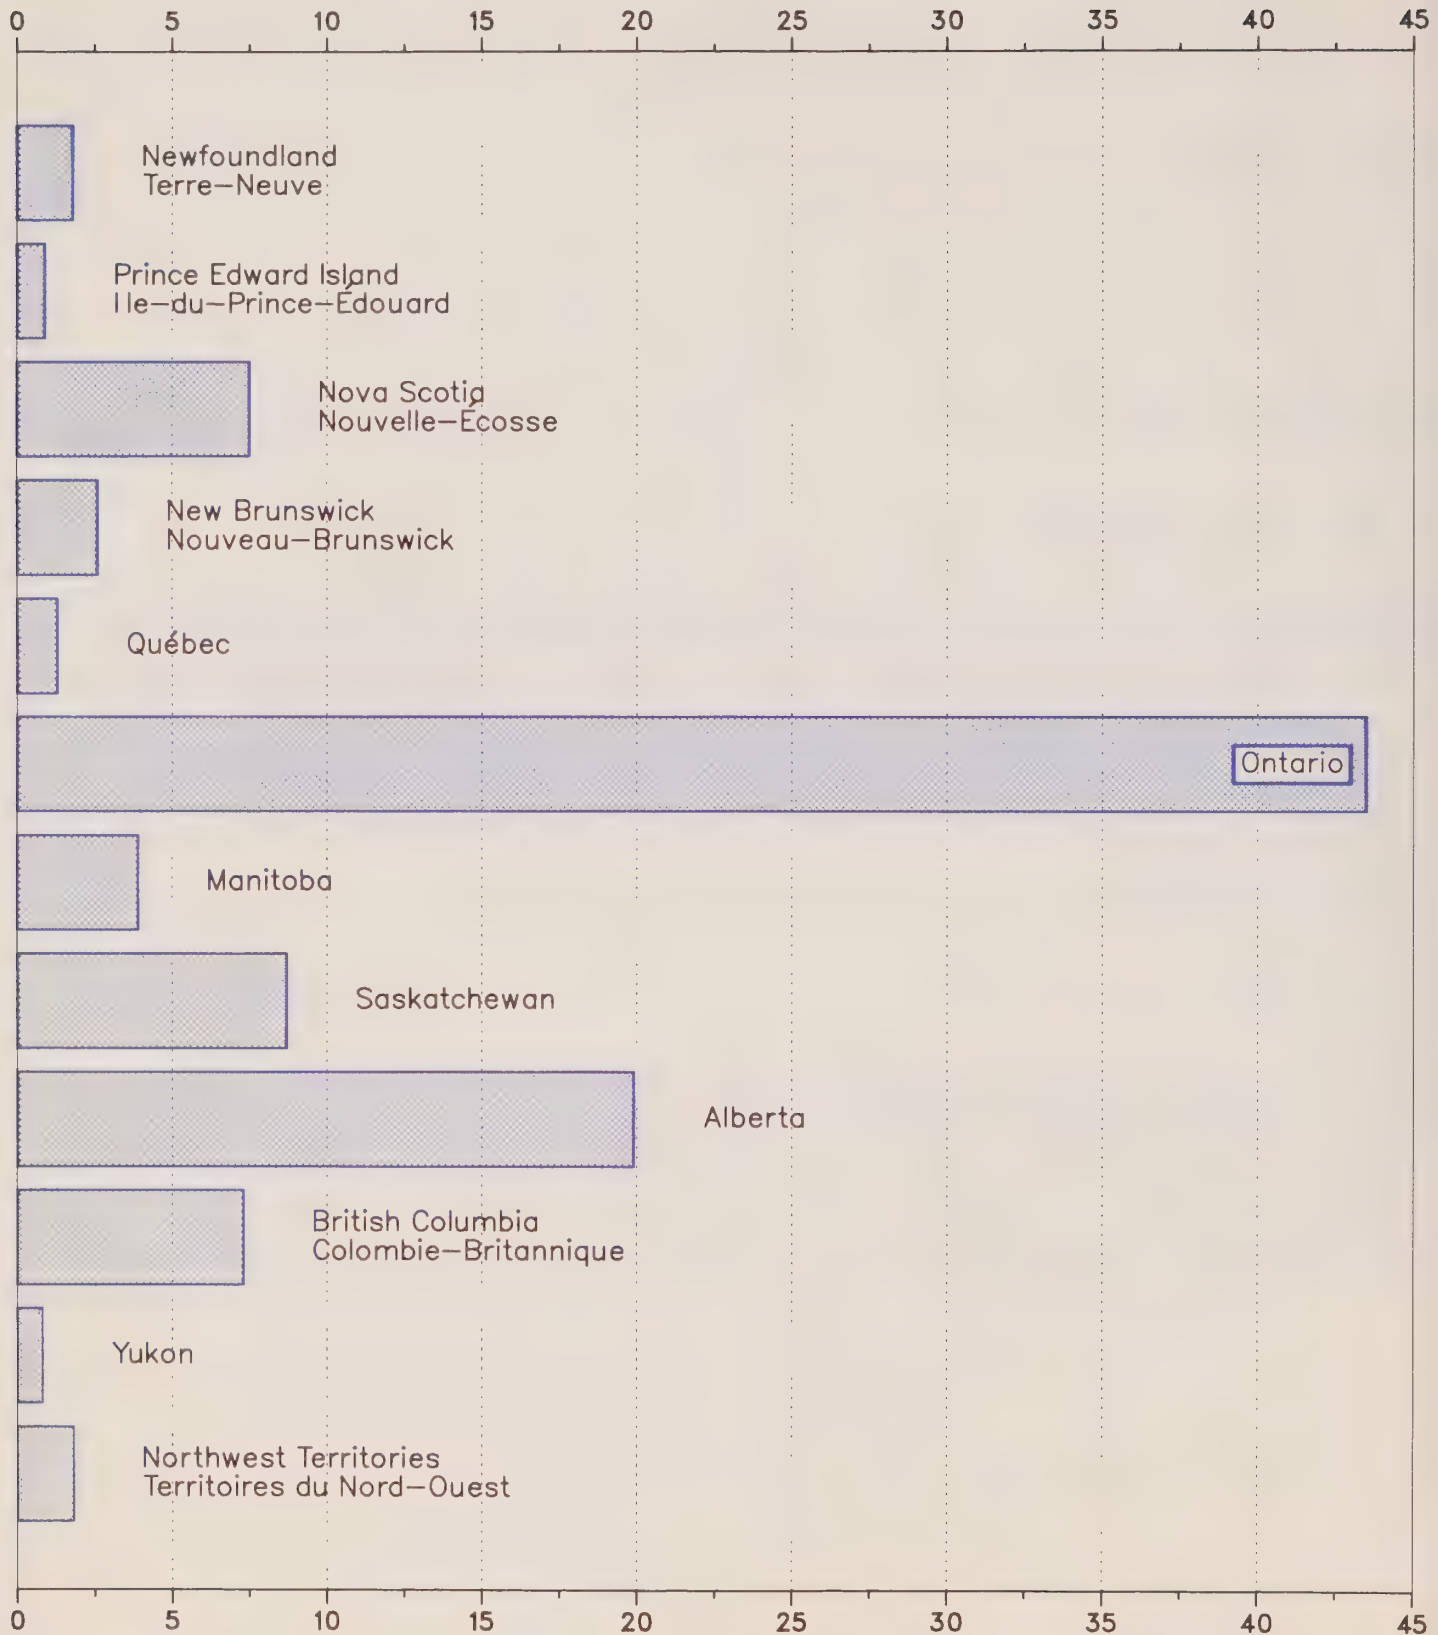 0 5 10 15 20 25 30 35 40 45
Newfoundland
Terre–Neuve
Prince Edward Island
Ile–du–Prince–Édouard
Nova Scotia
Nouvelle–Écosse
New Brunswick
Nouveau–Brunswick
Québec
Ontario
Manitoba
Saskatchewan
Alberta
British Columbia
Colombie–Britannique
Yukon
Northwest Territories
Territoires du Nord–Ouest
0 5 10 15 20 25 30 35 40 45